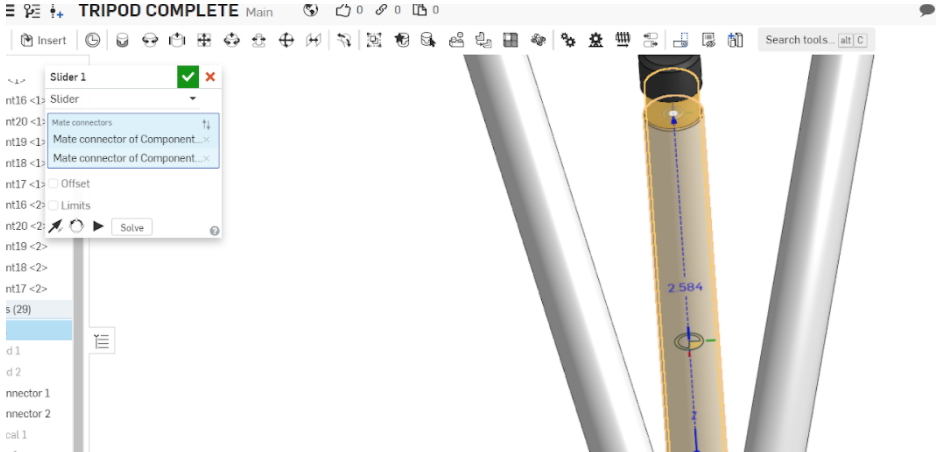 TRIPOD COMPLETE Main 0 0 0
Insert Search tools... alt C
Slider 1
Slider
Mate connectors
Mate connector of Component...
Mate connector of Component...
Offset
Limits
Solve
<1>
nt16 <1>
nt20 <1>
nt19 <1>
nt18 <1>
nt17 <1>
nt16 <2>
nt20 <2>
nt19 <2>
nt18 <2>
nt17 <2>
s (29)
d 1
d 2
nnector 1
nnector 2
cal 1
2.584
Z